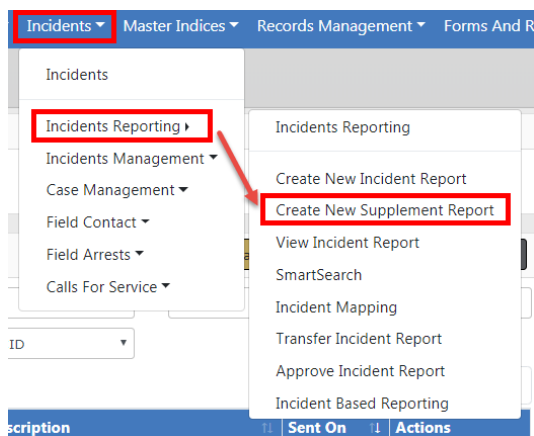 Incidents Master Indices Records Management Forms And R
Incidents
Incidents Reporting
Incidents Management
Case Management
Field Contact
Field Arrests
Calls For Service
Incidents Reporting
Create New Incident Report
Create New Supplement Report
View Incident Report
SmartSearch
Incident Mapping
Transfer Incident Report
Approve Incident Report
Incident Based Reporting
ID
scription Sent On Actions